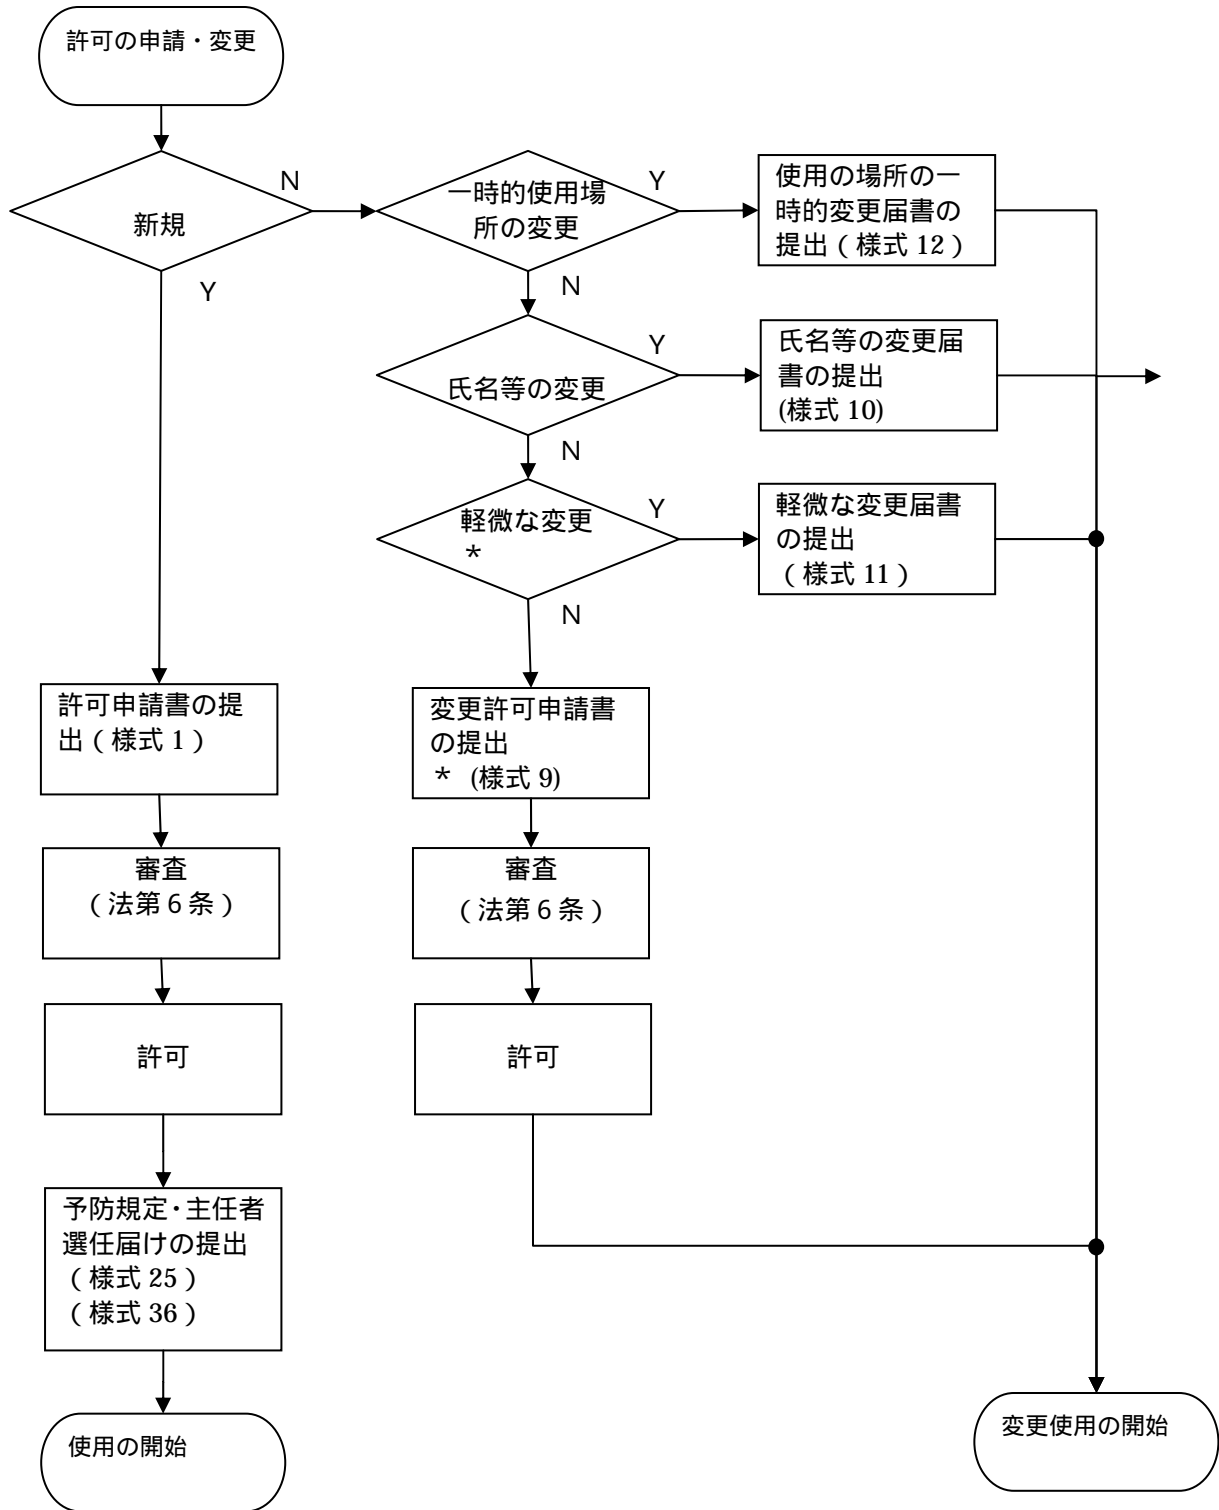 許可の申請・変更
新規
N
Y
一時的使用場
所の変更
Y
N
使用の場所の一
時的変更届書の
提出（様式 12）
氏名等の変更
Y
N
氏名等の変更届
書の提出
(様式 10)
軽微な変更
＊
Y
N
軽微な変更届書
の提出
（様式 11）
許可申請書の提
出（様式 1）
変更許可申請書
の提出
＊ (様式 9)
審査
（法第６条）
審査
（法第６条）
許可
許可
予防規定・主任者
選任届けの提出
（様式 25）
（様式 36）
使用の開始
変更使用の開始